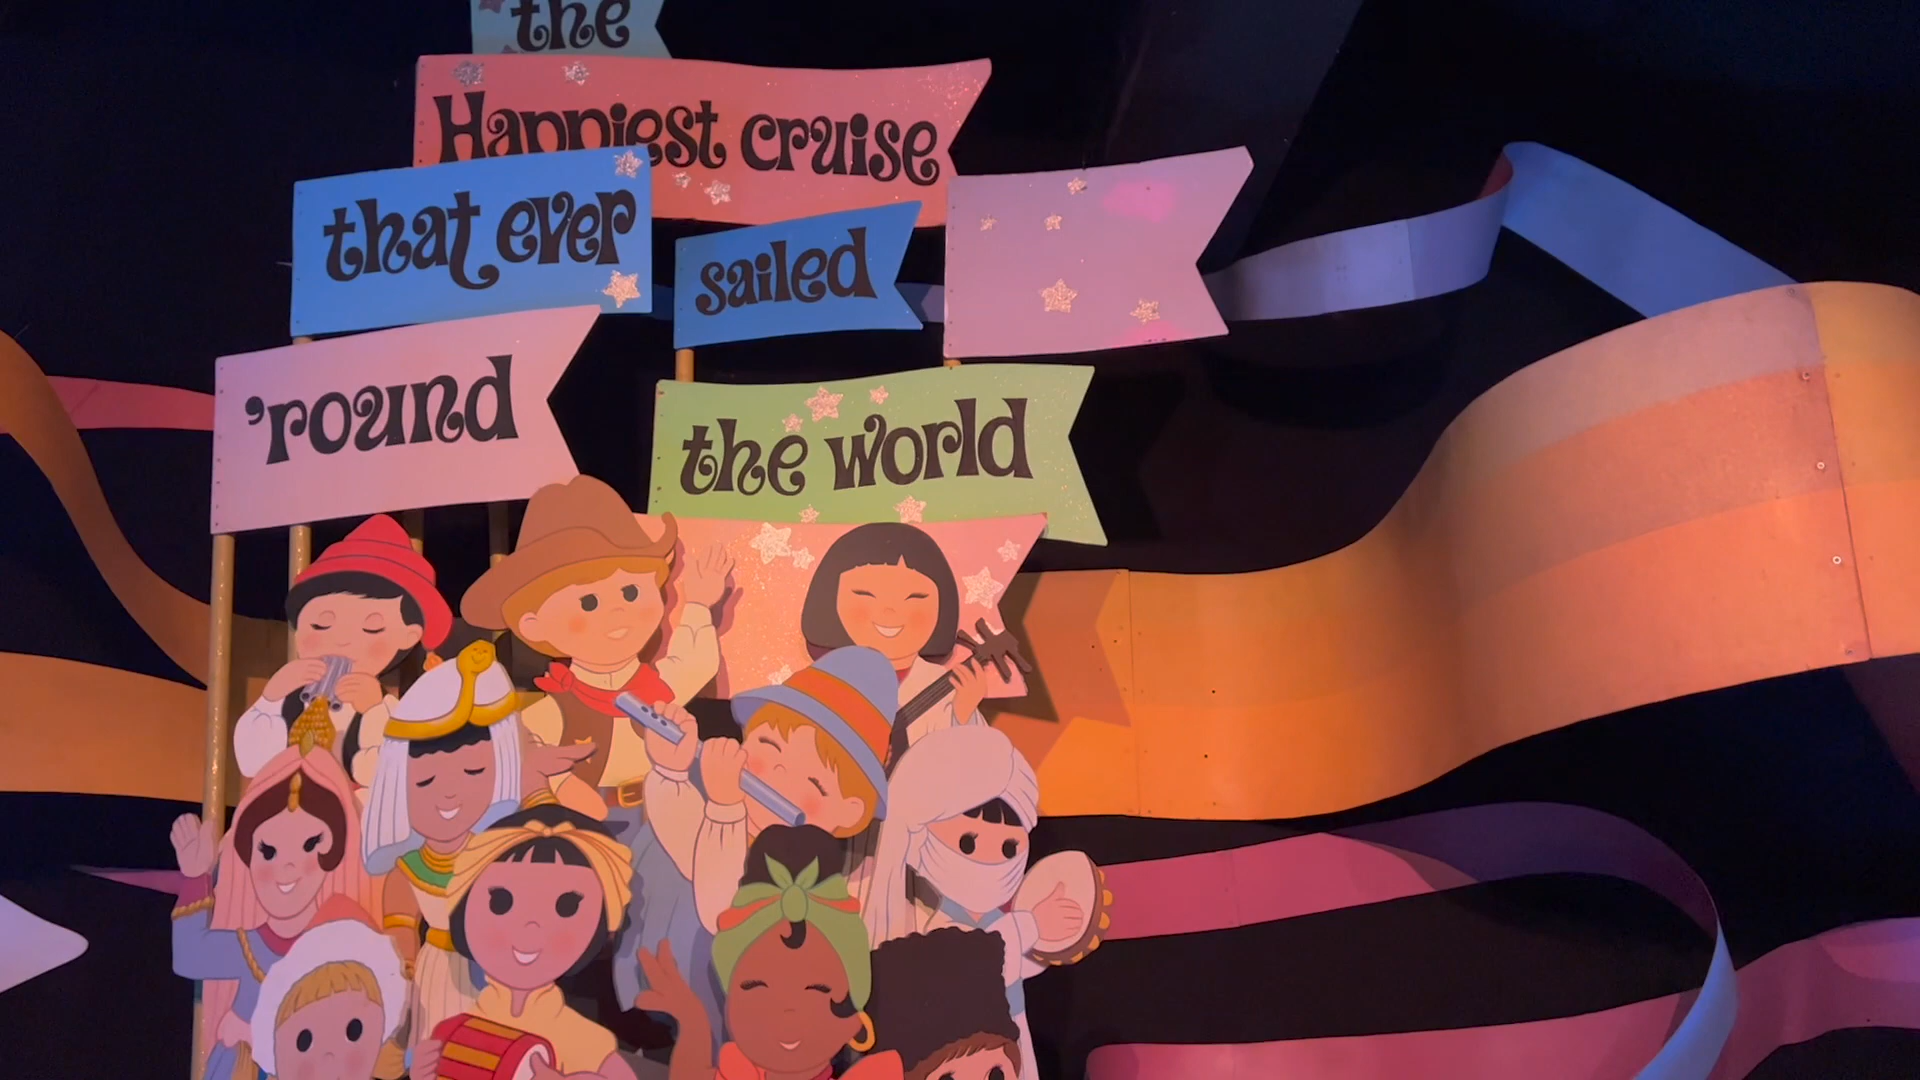 the
Happiest cruise
that ever
sailed
'round
the world